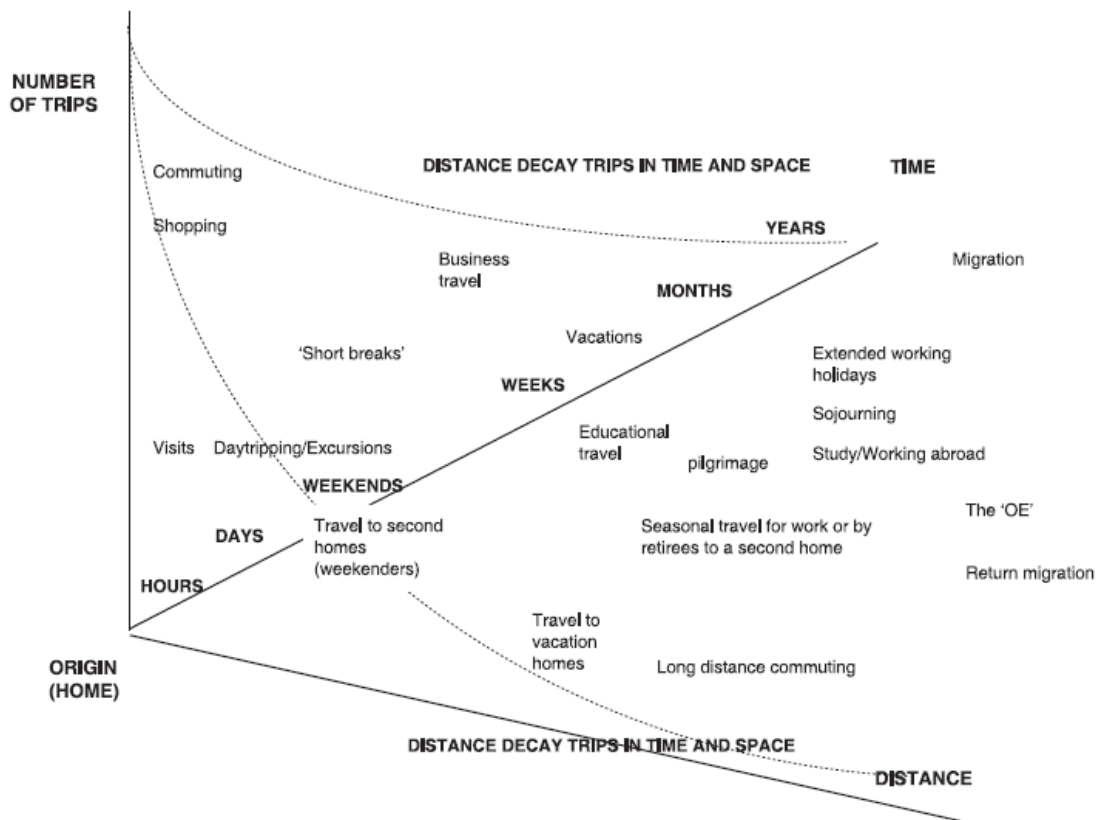 NUMBER
OF TRIPS
Commuting
DISTANCE DECAY TRIPS IN TIME AND SPACE
TIME
Shopping
YEARS
Business
travel
Migration
MONTHS
Vacations
'Short breaks'
Extended working
holidays
WEEKS
Sojourning
Visits
Daytripping/Excursions
Educational
travel
pilgrimage
Study/Working abroad
WEEKENDS
The 'OE'
DAYS
Travel to second
homes
(weekenders)
Seasonal travel for work or by
retirees to a second home
HOURS
Return migration
Travel to
vacation
homes
ORIGIN
(HOME)
Long distance commuting
DISTANCE DECAY TRIPS IN TIME AND SPACE
DISTANCE